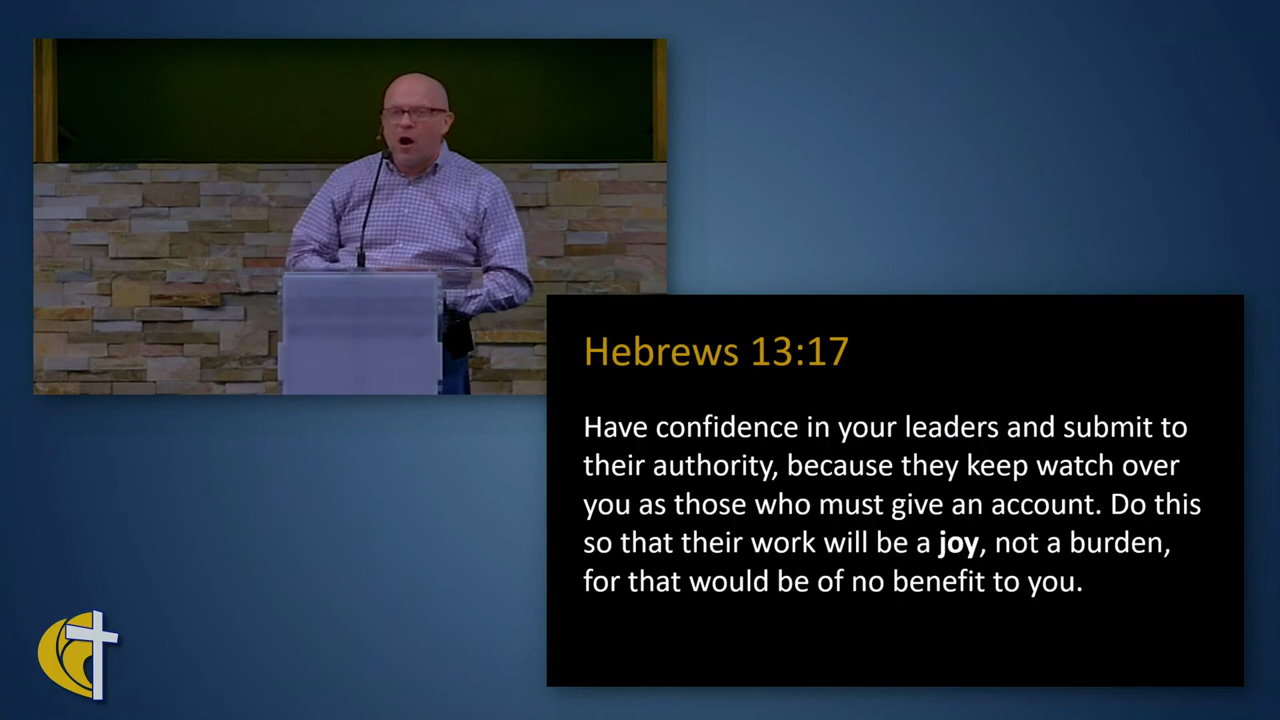 Hebrews 13:17
Have confidence in your leaders and submit to
their authority, because they keep watch over
you as those who must give an account. Do this
so that their work will be a joy, not a burden,
for that would be of no benefit to you.